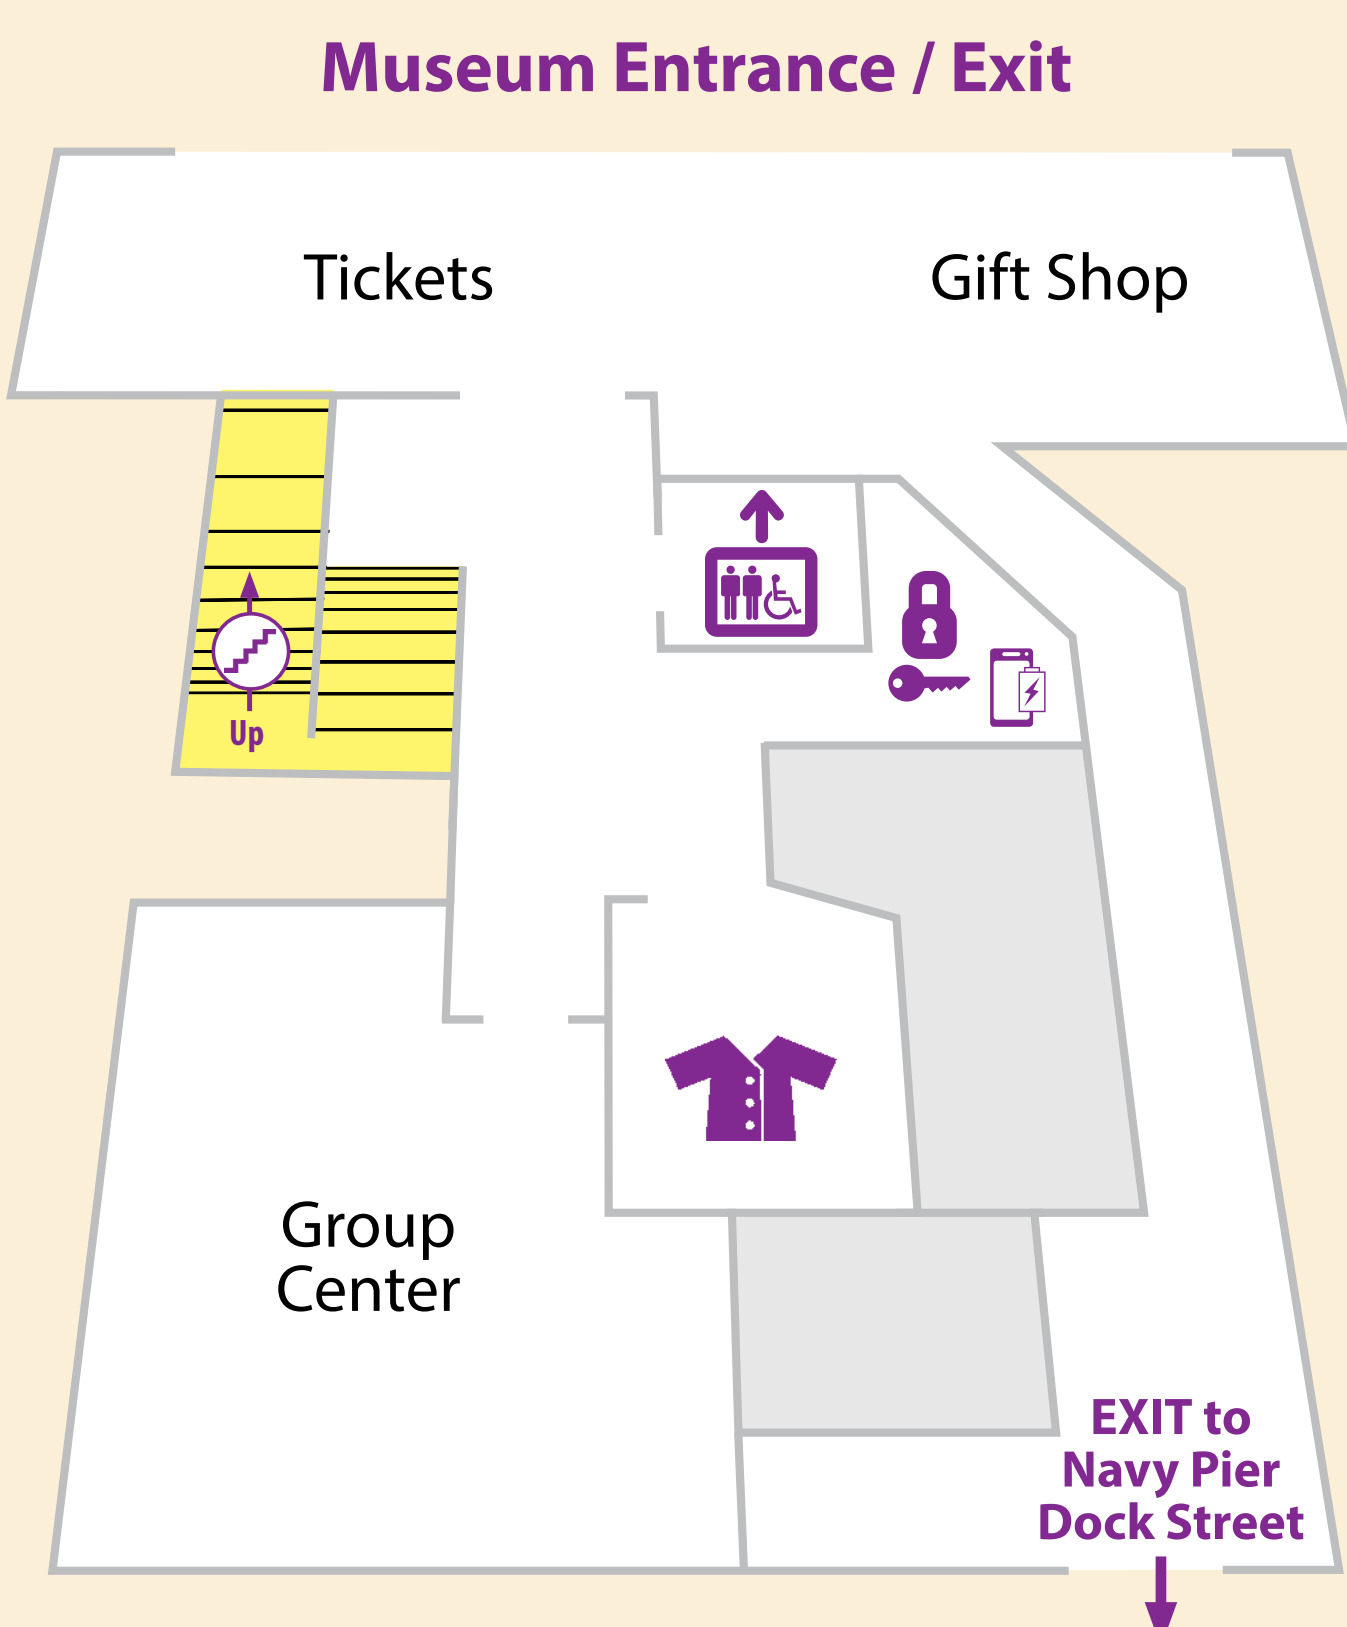 Museum Entrance / Exit
Tickets
Gift Shop
Up
Group
Center
EXIT to
Navy Pier
Dock Street